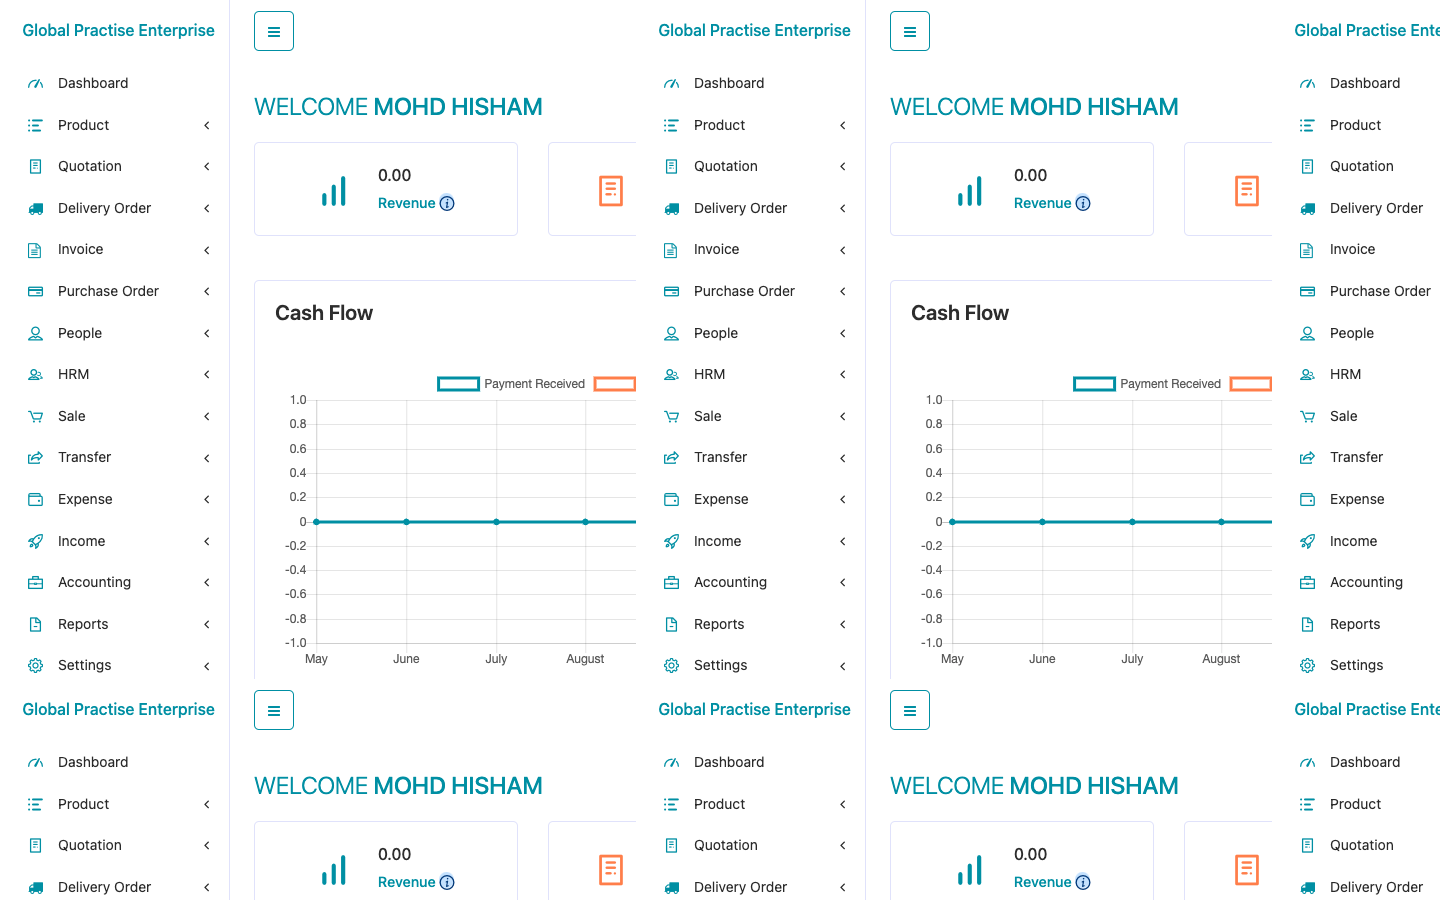 Global Practise Enterprise
Dashboard
Product
Quotation
Delivery Order
Invoice
Purchase Order
People
HRM
Sale
Transfer
Expense
Income
Accounting
Reports
Settings
WELCOME MOHD HISHAM
0.00
Revenue
Cash Flow
Payment Received
1.0
0.8
0.6
0.4
0.2
0
-0.2
-0.4
-0.6
-0.8
-1.0
May June July August
Global Practise Enterprise
Dashboard
Product
Quotation
Delivery Order
Invoice
Purchase Order
People
HRM
Sale
Transfer
Expense
Income
Accounting
Reports
Settings
WELCOME MOHD HISHAM
0.00
Revenue
Cash Flow
Payment Received
1.0
0.8
0.6
0.4
0.2
0
-0.2
-0.4
-0.6
-0.8
-1.0
May June July August
Global Practise Ente
Dashboard
Product
Quotation
Delivery Order
Invoice
Purchase Order
People
HRM
Sale
Transfer
Expense
Income
Accounting
Reports
Settings
Global Practise Enterprise
Dashboard
Product
Quotation
Delivery Order
WELCOME MOHD HISHAM
0.00
Revenue
Global Practise Enterprise
Dashboard
Product
Quotation
Delivery Order
WELCOME MOHD HISHAM
0.00
Revenue
Global Practise Ente
Dashboard
Product
Quotation
Delivery Order